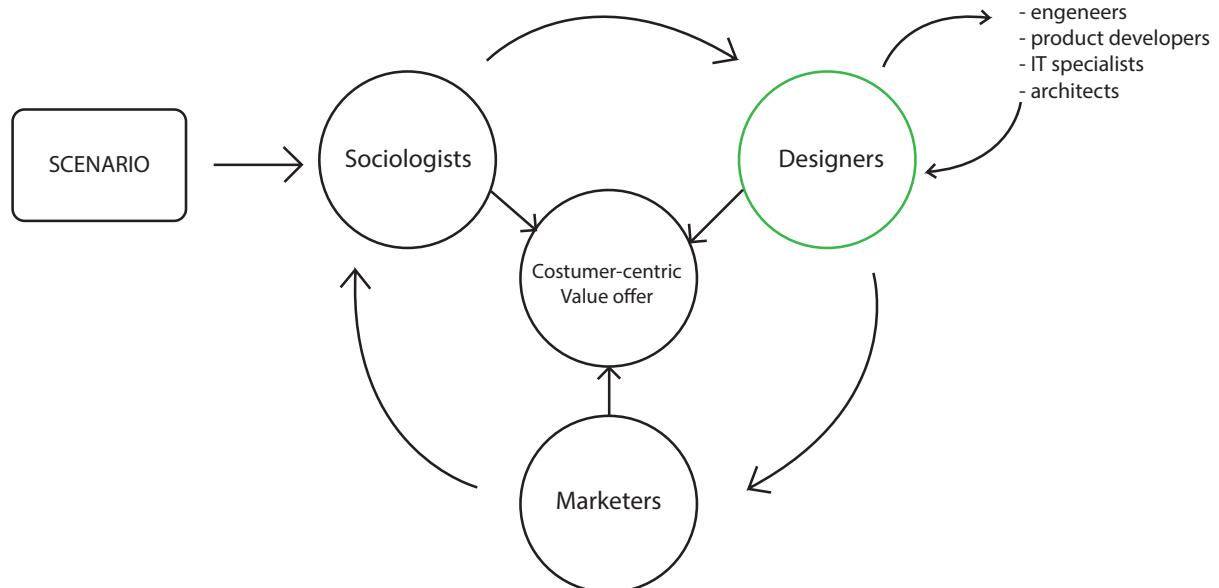 SCENARIO
Sociologists
Designers
- engeneers
- product developers
- IT specialists
- architects
Costumer-centric
Value offer
Marketers